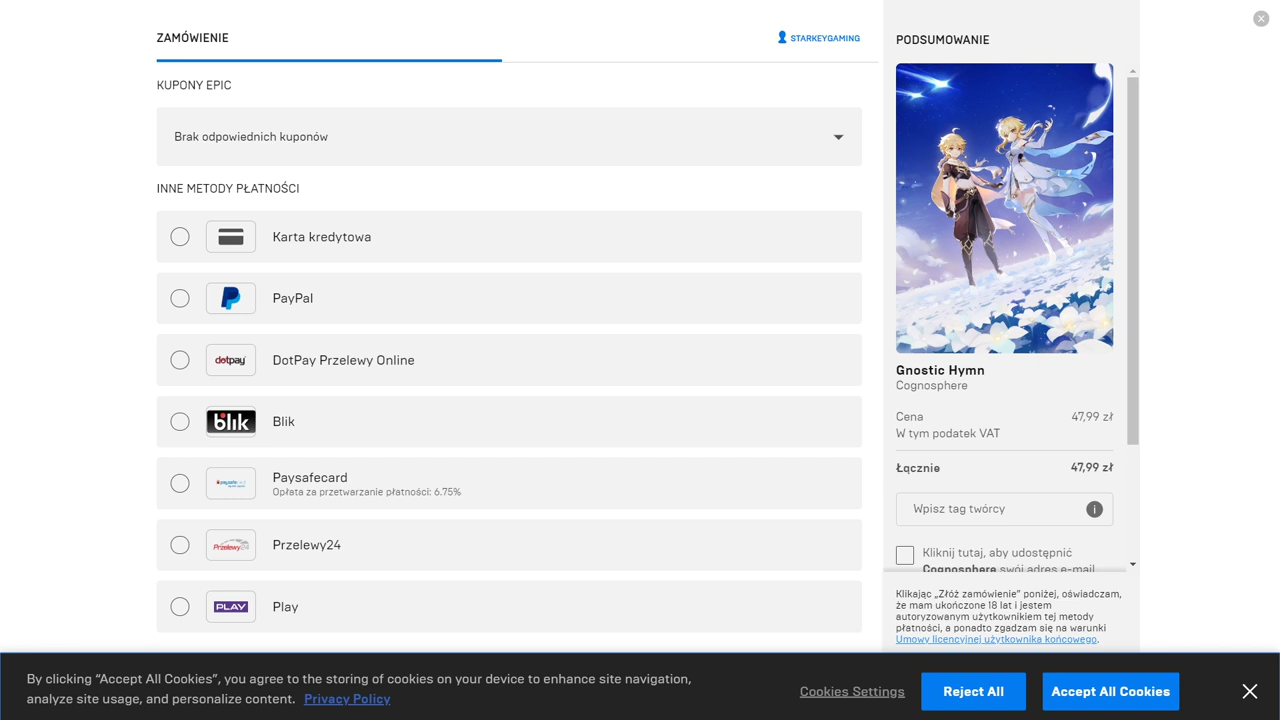 ZAMÓWIENIE
STARKEYGAMING
KUPONY EPIC
Brak odpowiednich kuponów
INNE METODY PŁATNOŚCI
Karta kredytowa
PayPal
dotpay
DotPay Przelewy Online
blik
Blik
paysafecard
Paysafecard
Opłata za przetwarzanie płatności: 6.75%
Przelewy24
Przelewy24
PLAY
Play
PODSUMOWANIE
Gnostic Hymn
Cognosphere
Cena 47,99 zł
W tym podatek VAT
Łącznie 47,99 zł
Wpisz tag twórcy
Kliknij tutaj, aby udostępnić
Cognosphere swój adres e-mail
Klikając „Złóż zamówienie” poniżej, oświadczam,
że mam ukończone 18 lat i jestem
autoryzowanym użytkownikiem tej metody
płatności, a ponadto zgadzam się na warunki
Umowy licencyjnej użytkownika końcowego.
By clicking “Accept All Cookies”, you agree to the storing of cookies on your device to enhance site navigation,
analyze site usage, and personalize content. Privacy Policy
Cookies Settings
Reject All
Accept All Cookies